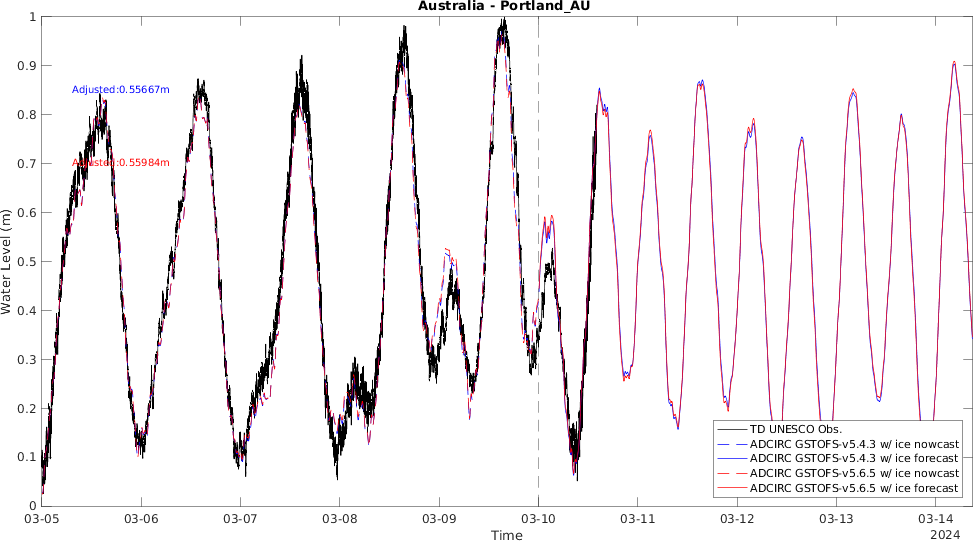 Australia - Portland_AU
1
0.9
0.8
0.7
0.6
0.5
0.4
0.3
0.2
0.1
0
Water Level (m)
Adjusted:0.55667m
Adjusted:0.55984m
TD UNESCO Obs.
ADCIRC GSTOFS-v5.4.3 w/ ice nowcast
ADCIRC GSTOFS-v5.4.3 w/ ice forecast
ADCIRC GSTOFS-v5.6.5 w/ ice nowcast
ADCIRC GSTOFS-v5.6.5 w/ ice forecast
03-05 03-06 03-07 03-08 03-09 03-10 03-11 03-12 03-13 03-14
Time 2024